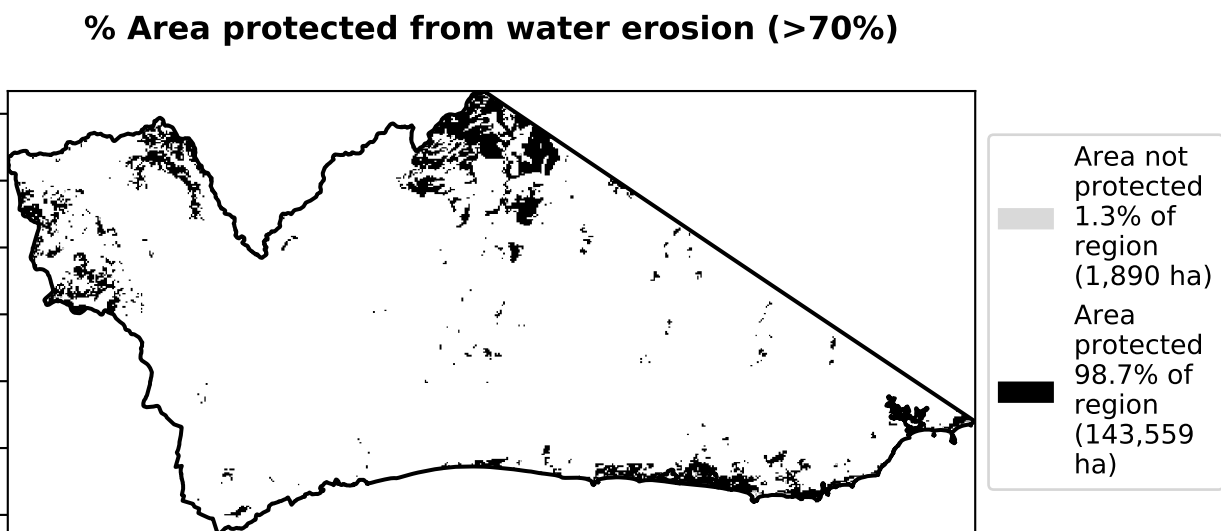 % Area protected from water erosion (>70%)
Area not
protected
1.3% of
region
(1,890 ha)
Area
protected
98.7% of
region
(143,559
ha)